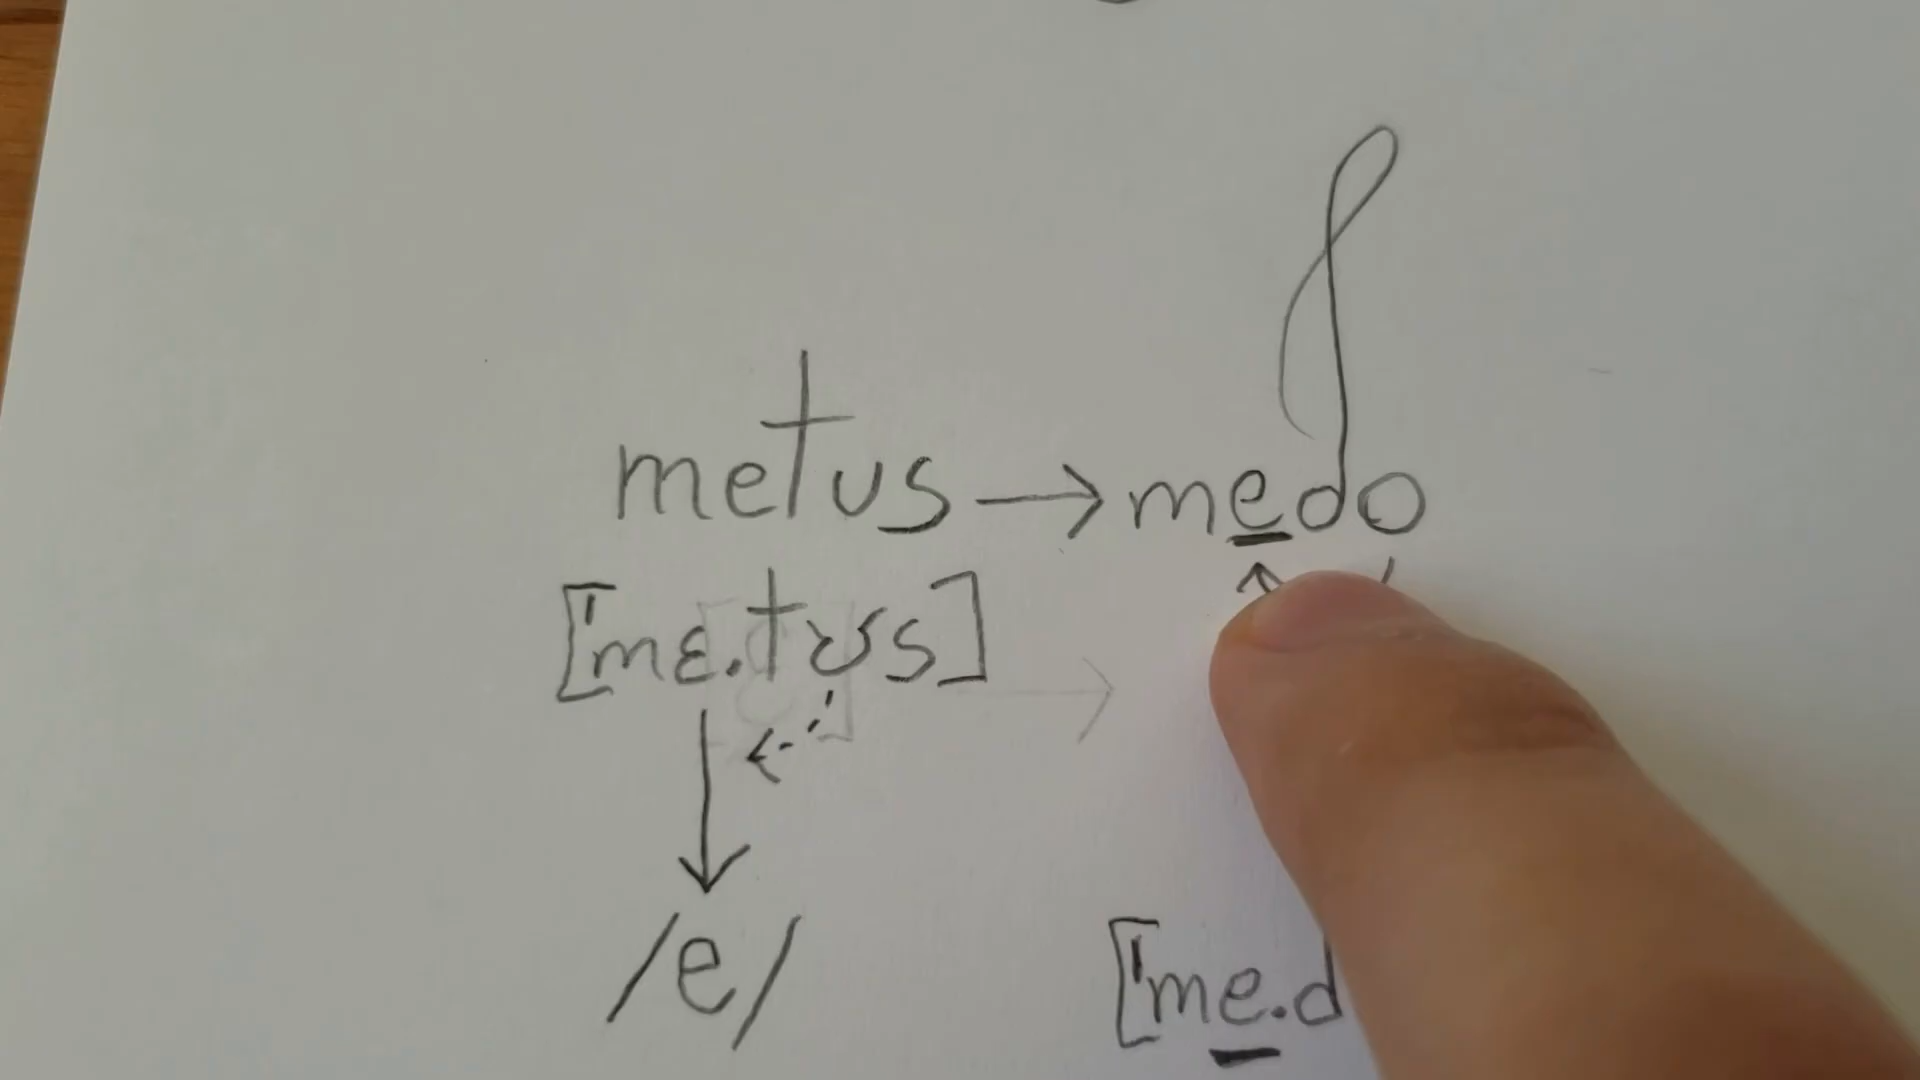 metus → medo
[ˈmɛ.tʊs]
/e/
[ˈme.d